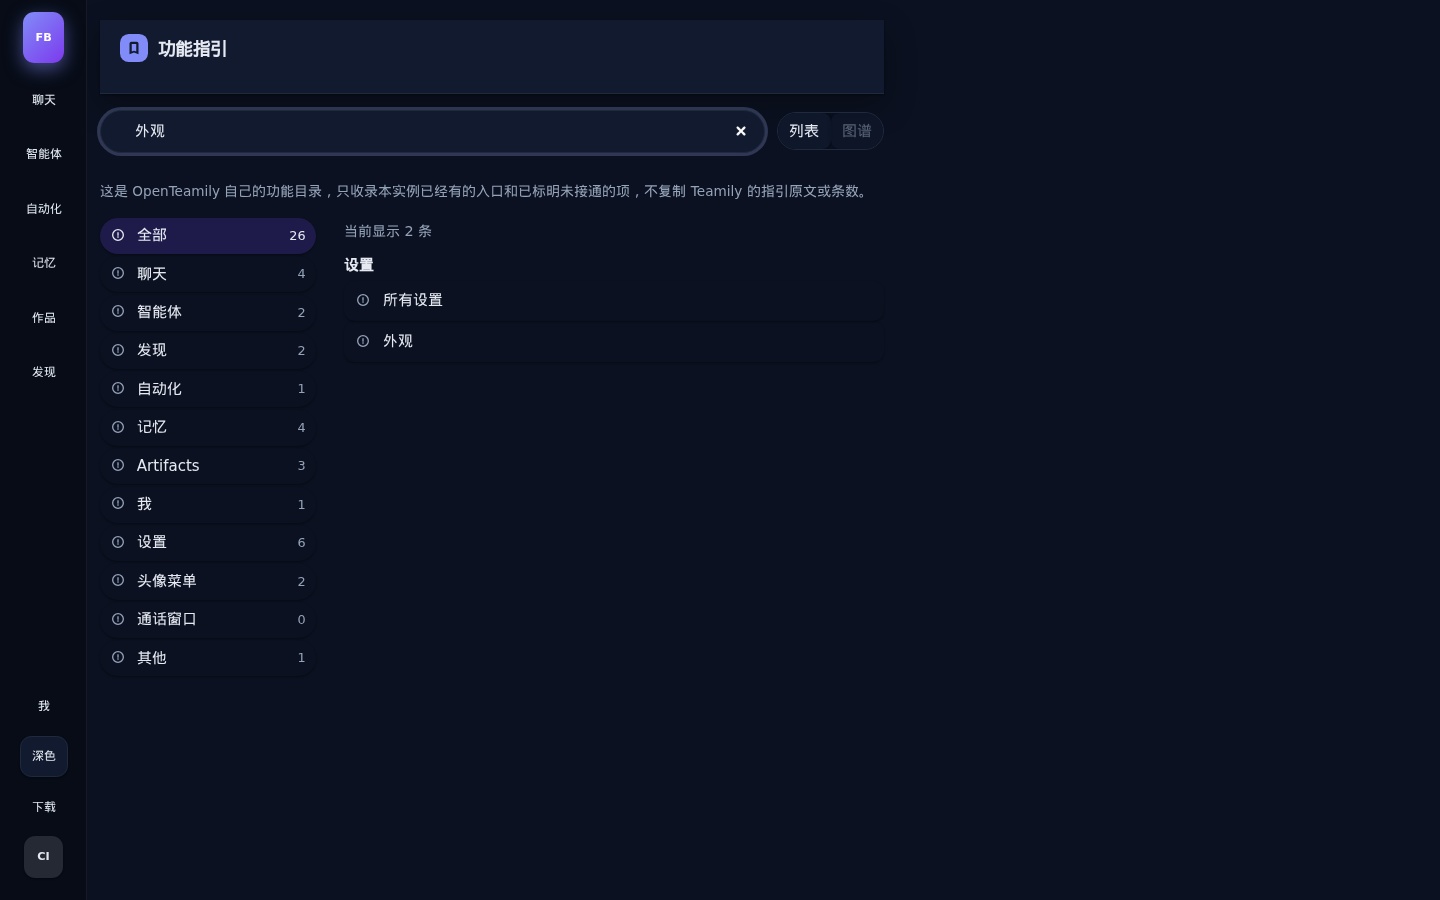 FB
聊天
智能体
自动化
记忆
作品
发现
我
深色
下载
CI
功能指引
外观
列表
图谱
这是 OpenTeamily 自己的功能目录，只收录本实例已经有的入口和已标明未接通的项，不复制 Teamily 的指引原文或条数。
全部 26
聊天 4
智能体 2
发现 2
自动化 1
记忆 4
Artifacts 3
我 1
设置 6
头像菜单 2
通话窗口 0
其他 1
当前显示 2 条
设置
所有设置
外观